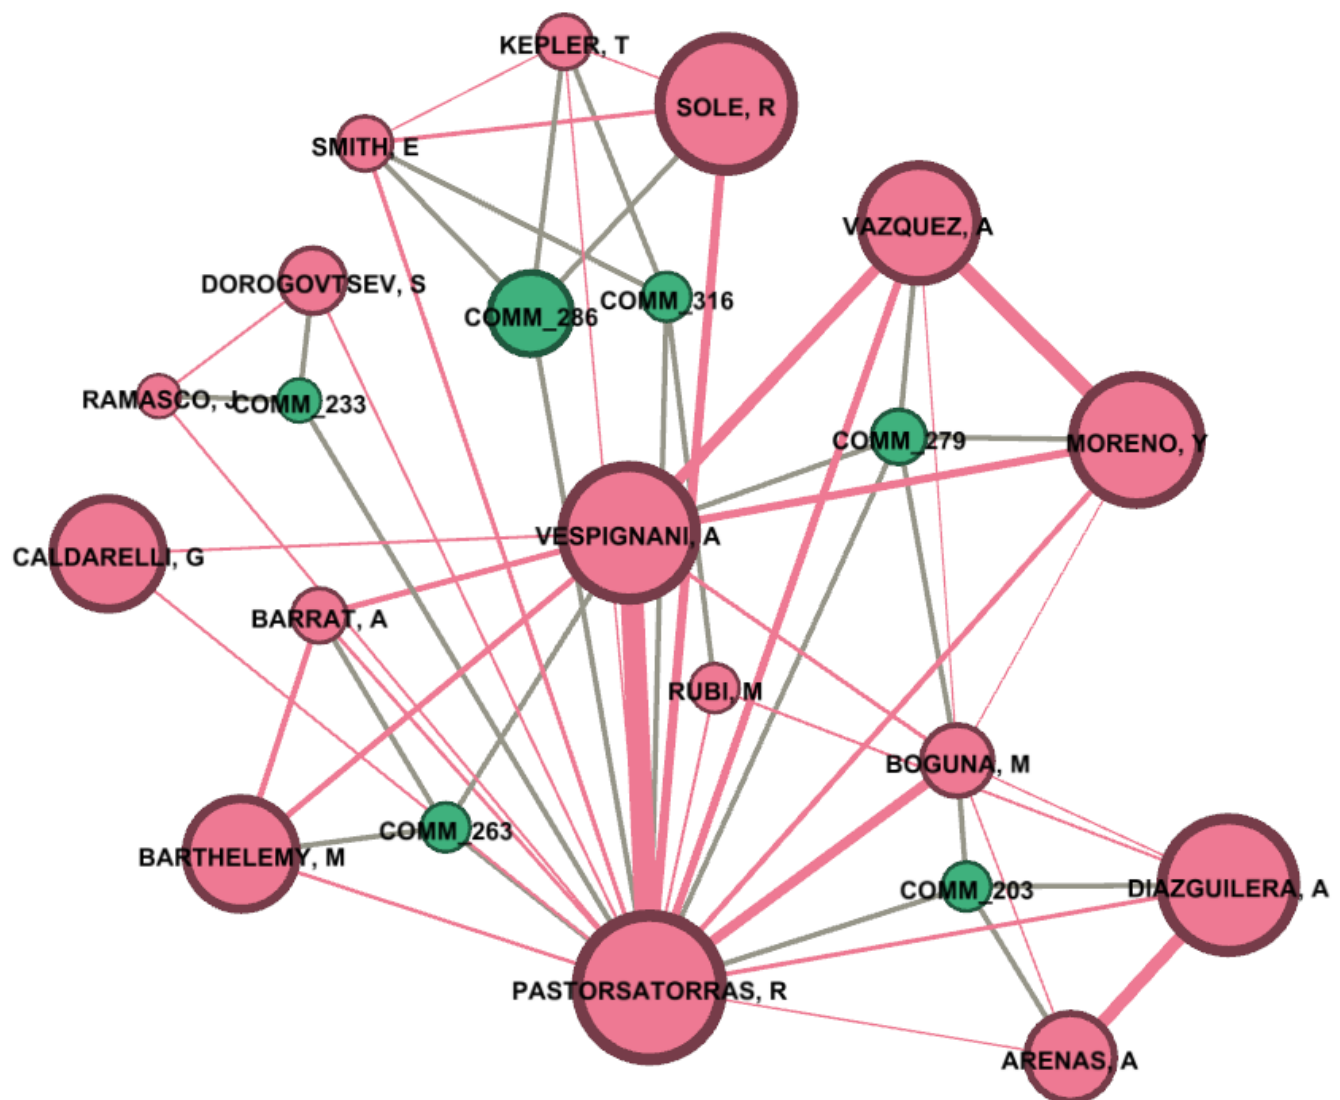 KEPLER, T
SOLE, R
SMITH, E
VAZQUEZ, A
DOROGOVTSEV, S
COMM_316
COMM_286
RAMASCO, J
COMM_233
COMM_279
MORENO, Y
VESPIGNANI, A
CALDARELLI, G
BARRAT, A
RUBI, M
BOGUNA, M
COMM_263
BARTHELEMY, M
COMM_203
DIAZGUILERA, A
PASTORSATORRAS, R
ARENAS, A